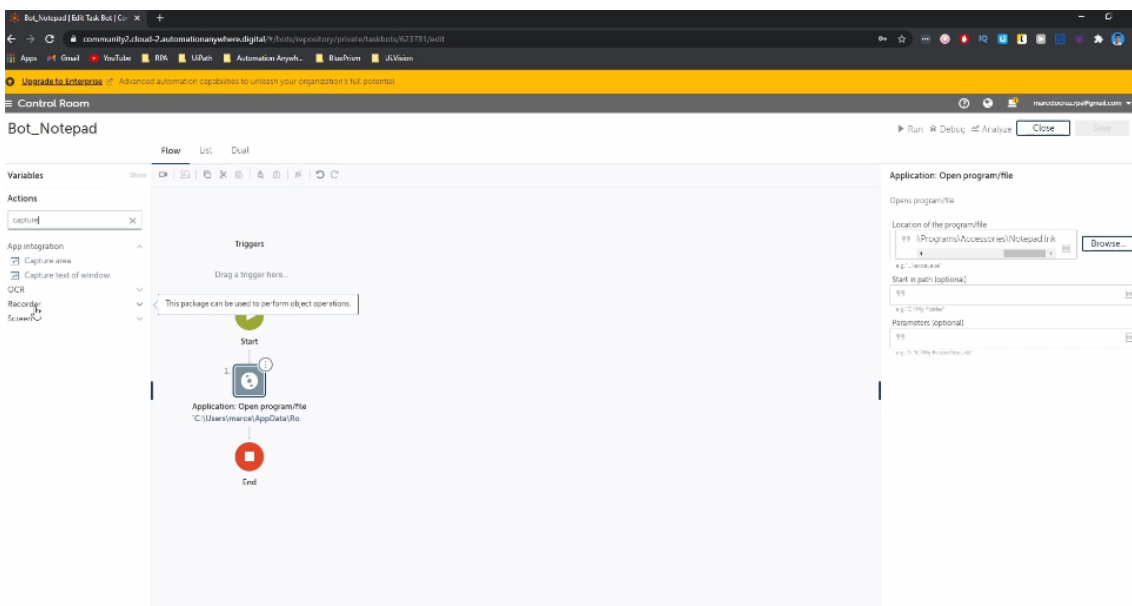 Bot_Notepad | Edit Task Bot | Co
community2.cloud-2.automationanywhere.digital/#/bots/repository/private/taskbots/623781/edit
Apps Gmail YouTube RPA UiPath Automation Anywh... BluePrism UiVision
Upgrade to Enterprise Advanced automation capabilities to unleash your organization's full potential
Control Room
Bot_Notepad
Run Debug Analyze Close Save
Flow List Dual
Variables Show
Application: Open program/file
Actions
Opens program/file
capture
Location of the program/file
App integration
Triggers
\Programs\Accessories\Notepad.lnk Browse...
Capture area
Capture text of window
Drag a trigger here...
e.g."...\excel.exe"
Start in path (optional)
OCR
Recorder
This package can be used to perform object operations.
e.g."C:\My Folder"
Screen
Parameters (optional)
Start
1.
Application: Open program/file
"C:\Users\marce\AppData\Ro...
End